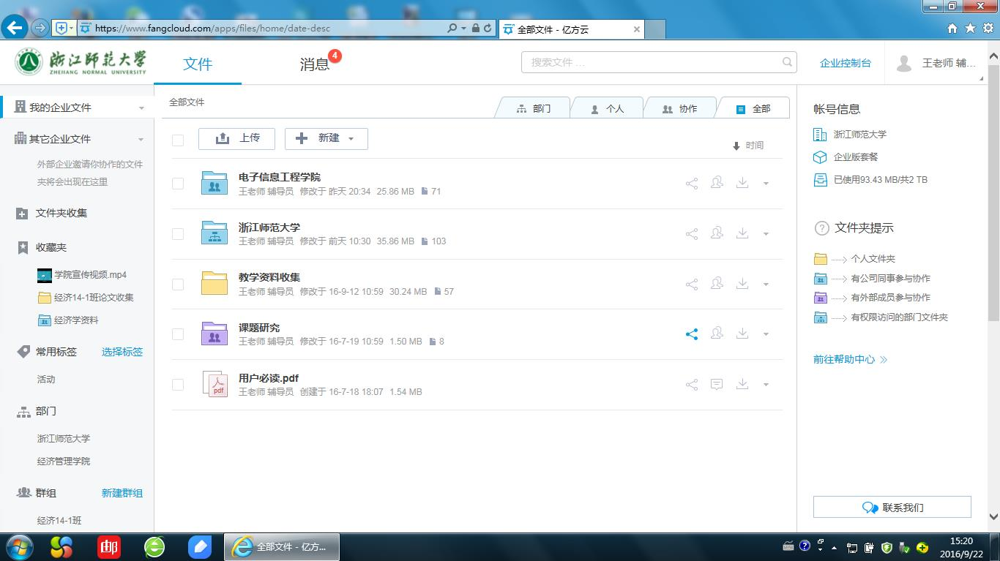 https://www.fangcloud.com/apps/files/home/date-desc
全部文件 - 亿方云
浙江師范大学
ZHEJIANG NORMAL UNIVERSITY
文件
消息
4
搜索文件 ...
企业控制台
王老师 辅...
我的企业文件
其它企业文件
外部企业邀请你协作的文件
夹将会出现在这里
文件夹收集
收藏夹
学院宣传视频.mp4
经济14-1班论文收集
经济学资料
常用标签
选择标签
活动
部门
浙江师范大学
经济管理学院
群组
新建群组
经济14-1班
全部文件
部门
个人
协作
全部
上传
新建
时间
电子信息工程学院
王老师 辅导员 修改于 昨天 20:34 25.86 MB 71
浙江师范大学
王老师 辅导员 修改于 前天 10:30 35.86 MB 103
教学资料收集
王老师 辅导员 修改于 16-9-12 10:59 30.24 MB 57
课题研究
王老师 辅导员 修改于 16-7-19 10:59 1.50 MB 8
pdf
用户必读.pdf
王老师 辅导员 创建于 16-7-18 18:07 1.54 MB
帐号信息
浙江师范大学
企业版套餐
已使用93.43 MB/共2 TB
文件夹提示
个人文件夹
有公司同事参与协作
有外部成员参与协作
有权限访问的部门文件夹
前往帮助中心
联系我们
邮
全部文件 - 亿方...
15:20
2016/9/22